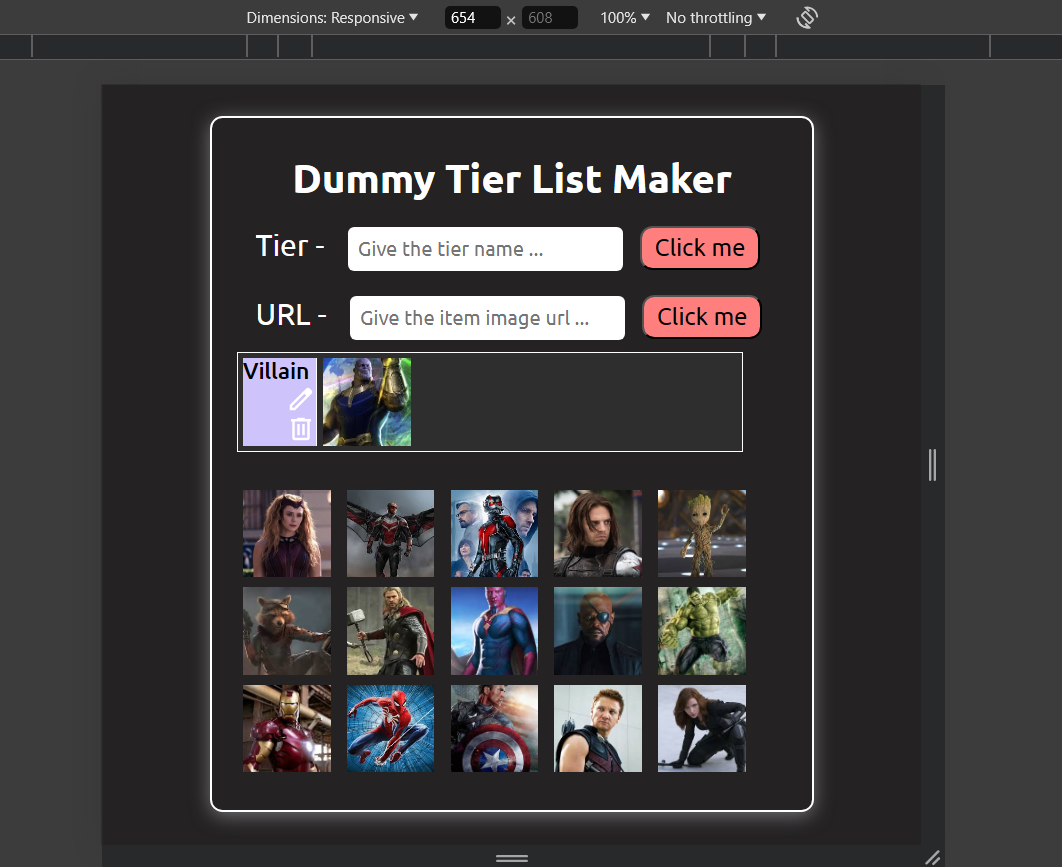 Dimensions: Responsive 654 × 608 100% No throttling
Dummy Tier List Maker
Tier - Give the tier name ... Click me
URL - Give the item image url ... Click me
Villain